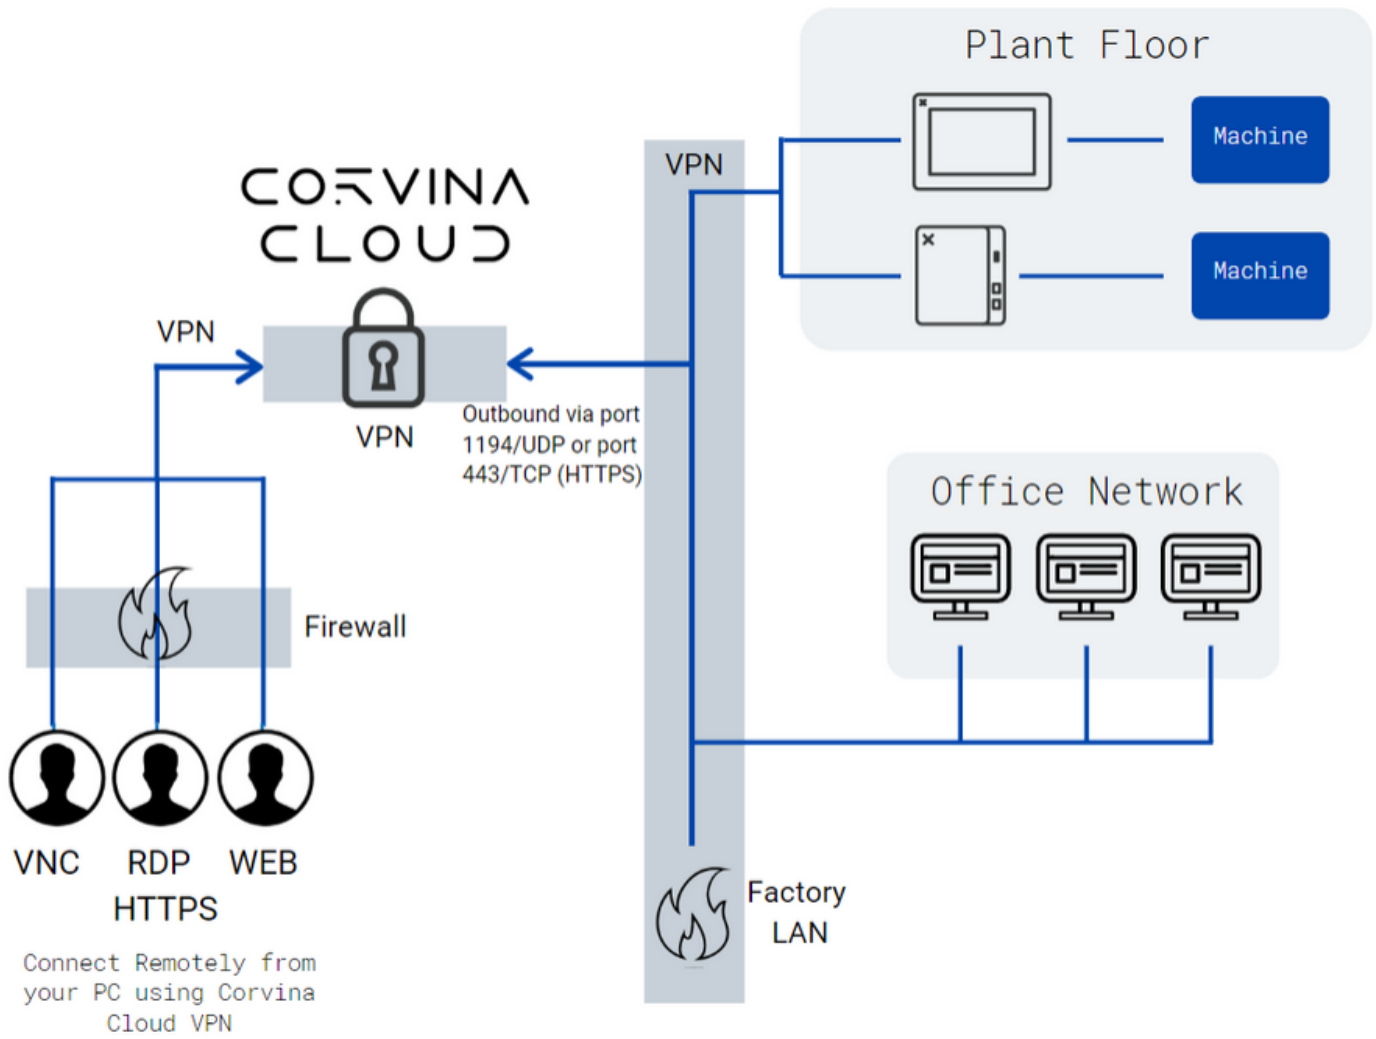 Plant Floor
Machine
Machine
VPN
CORVINA
CLOUD
VPN
VPN
Outbound via port
1194/UDP or port
443/TCP (HTTPS)
Office Network
Firewall
VNC
RDP
WEB
HTTPS
Factory
LAN
Connect Remotely from
your PC using Corvina
Cloud VPN